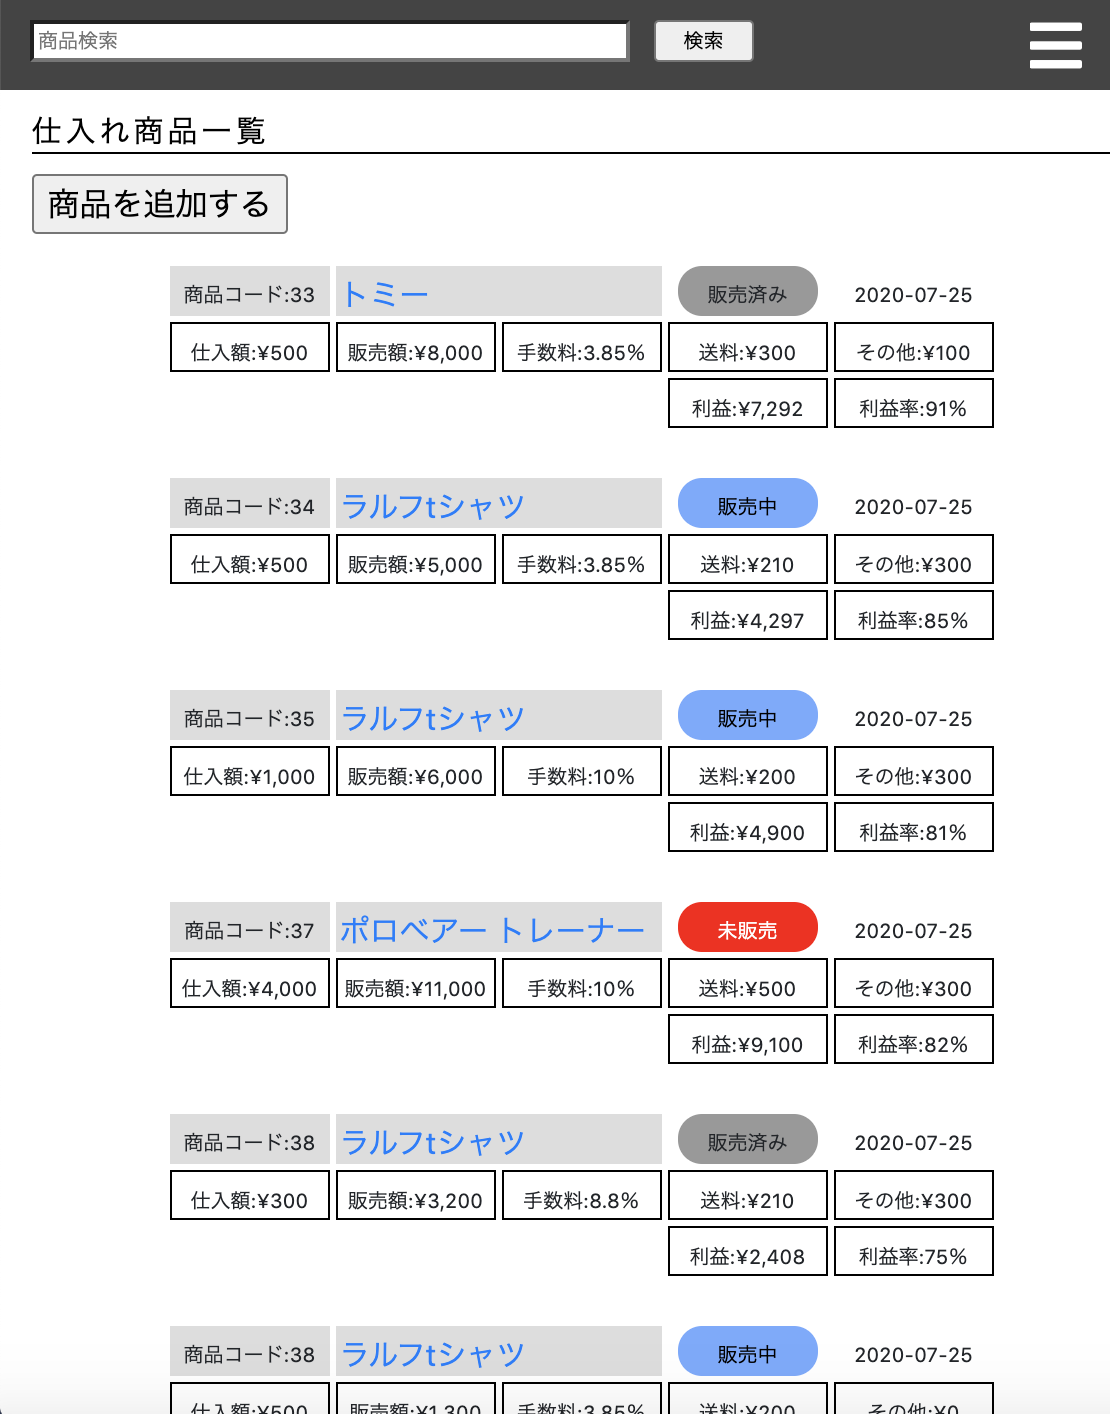 商品検索 検索
仕入れ商品一覧
商品を追加する
商品コード:33 トミー 販売済み 2020-07-25
仕入額:¥500 販売額:¥8,000 手数料:3.85% 送料:¥300 その他:¥100
利益:¥7,292 利益率:91%
商品コード:34 ラルフtシャツ 販売中 2020-07-25
仕入額:¥500 販売額:¥5,000 手数料:3.85% 送料:¥210 その他:¥300
利益:¥4,297 利益率:85%
商品コード:35 ラルフtシャツ 販売中 2020-07-25
仕入額:¥1,000 販売額:¥6,000 手数料:10% 送料:¥200 その他:¥300
利益:¥4,900 利益率:81%
商品コード:37 ポロベアー トレーナー 未販売 2020-07-25
仕入額:¥4,000 販売額:¥11,000 手数料:10% 送料:¥500 その他:¥300
利益:¥9,100 利益率:82%
商品コード:38 ラルフtシャツ 販売済み 2020-07-25
仕入額:¥300 販売額:¥3,200 手数料:8.8% 送料:¥210 その他:¥300
利益:¥2,408 利益率:75%
商品コード:38 ラルフtシャツ 販売中 2020-07-25
仕入額:¥500 販売額:¥1,300 手数料:3.85% 送料:¥200 その他:¥0